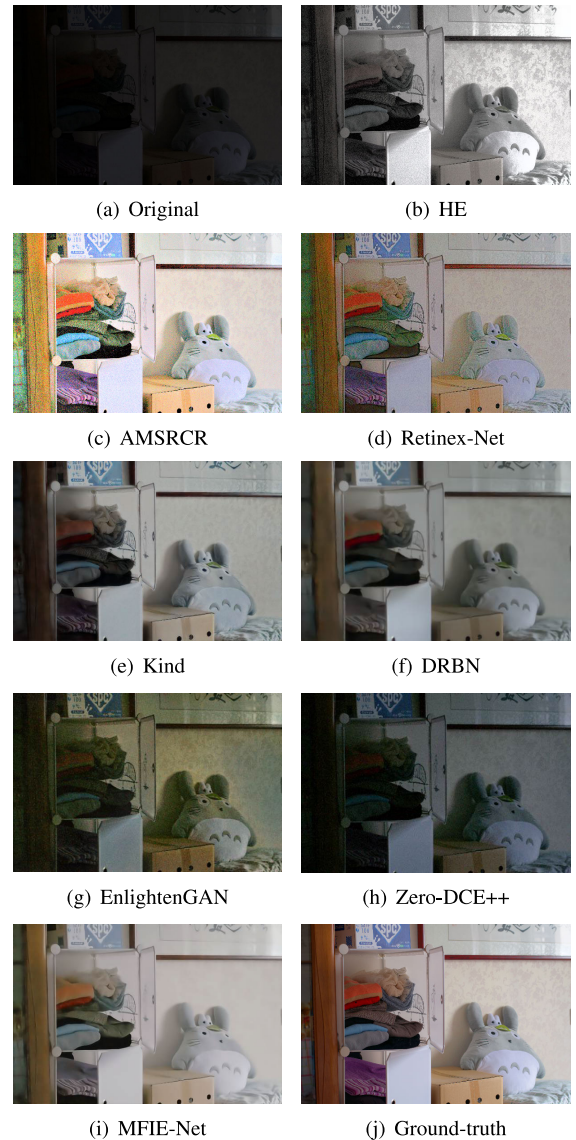 (a) Original
(b) HE
(c) AMSRCR
(d) Retinex-Net
(e) Kind
(f) DRBN
(g) EnlightenGAN
(h) Zero-DCE++
(i) MFIE-Net
(j) Ground-truth